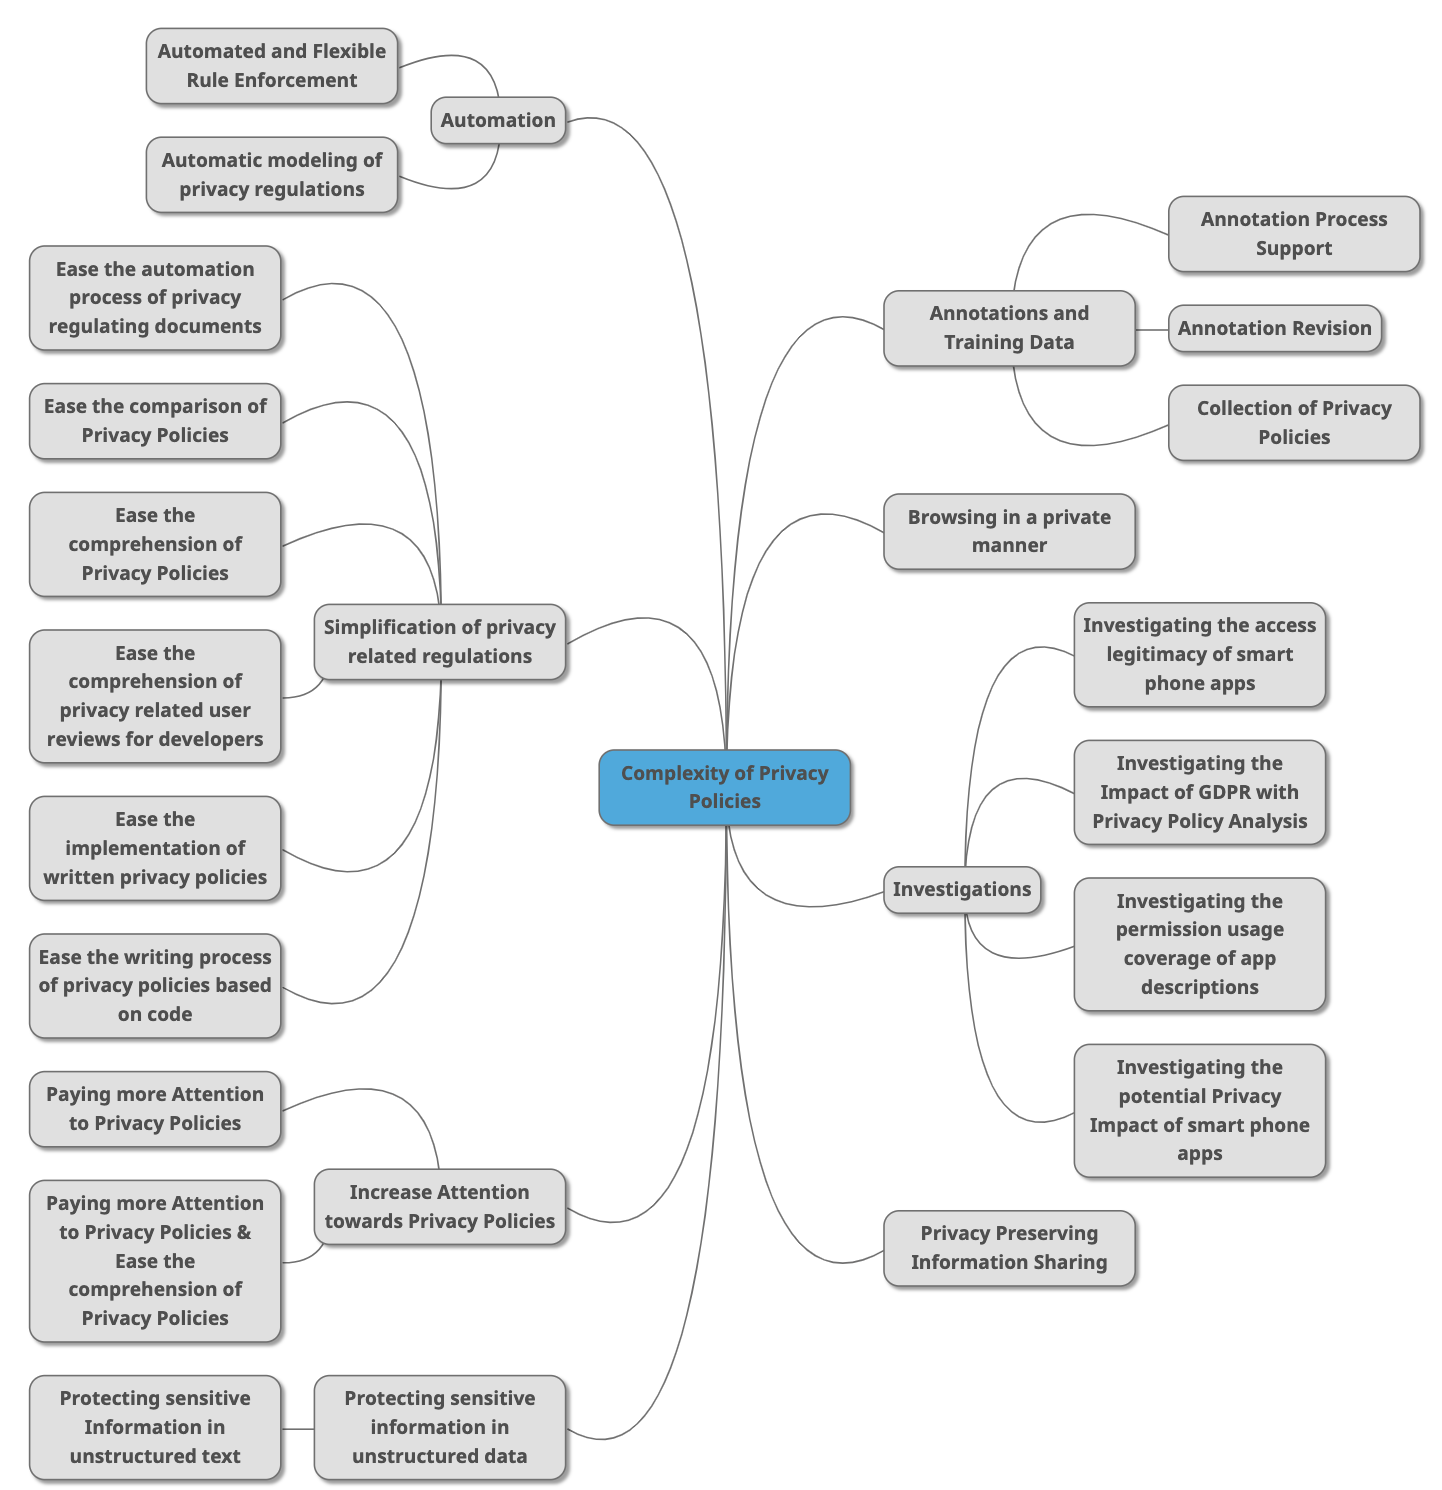 Automated and Flexible
Rule Enforcement
Automation
Automatic modeling of
privacy regulations
Ease the automation
process of privacy
regulating documents
Ease the comparison of
Privacy Policies
Ease the
comprehension of
Privacy Policies
Simplification of privacy
related regulations
Ease the
comprehension of
privacy related user
reviews for developers
Ease the
implementation of
written privacy policies
Ease the writing process
of privacy policies based
on code
Paying more Attention
to Privacy Policies
Increase Attention
towards Privacy Policies
Paying more Attention
to Privacy Policies &
Ease the
comprehension of
Privacy Policies
Protecting sensitive
Information in
unstructured text
Protecting sensitive
information in
unstructured data
Complexity of Privacy
Policies
Annotations and
Training Data
Annotation Process
Support
Annotation Revision
Collection of Privacy
Policies
Browsing in a private
manner
Investigations
Investigating the access
legitimacy of smart
phone apps
Investigating the
Impact of GDPR with
Privacy Policy Analysis
Investigating the
permission usage
coverage of app
descriptions
Investigating the
potential Privacy
Impact of smart phone
apps
Privacy Preserving
Information Sharing